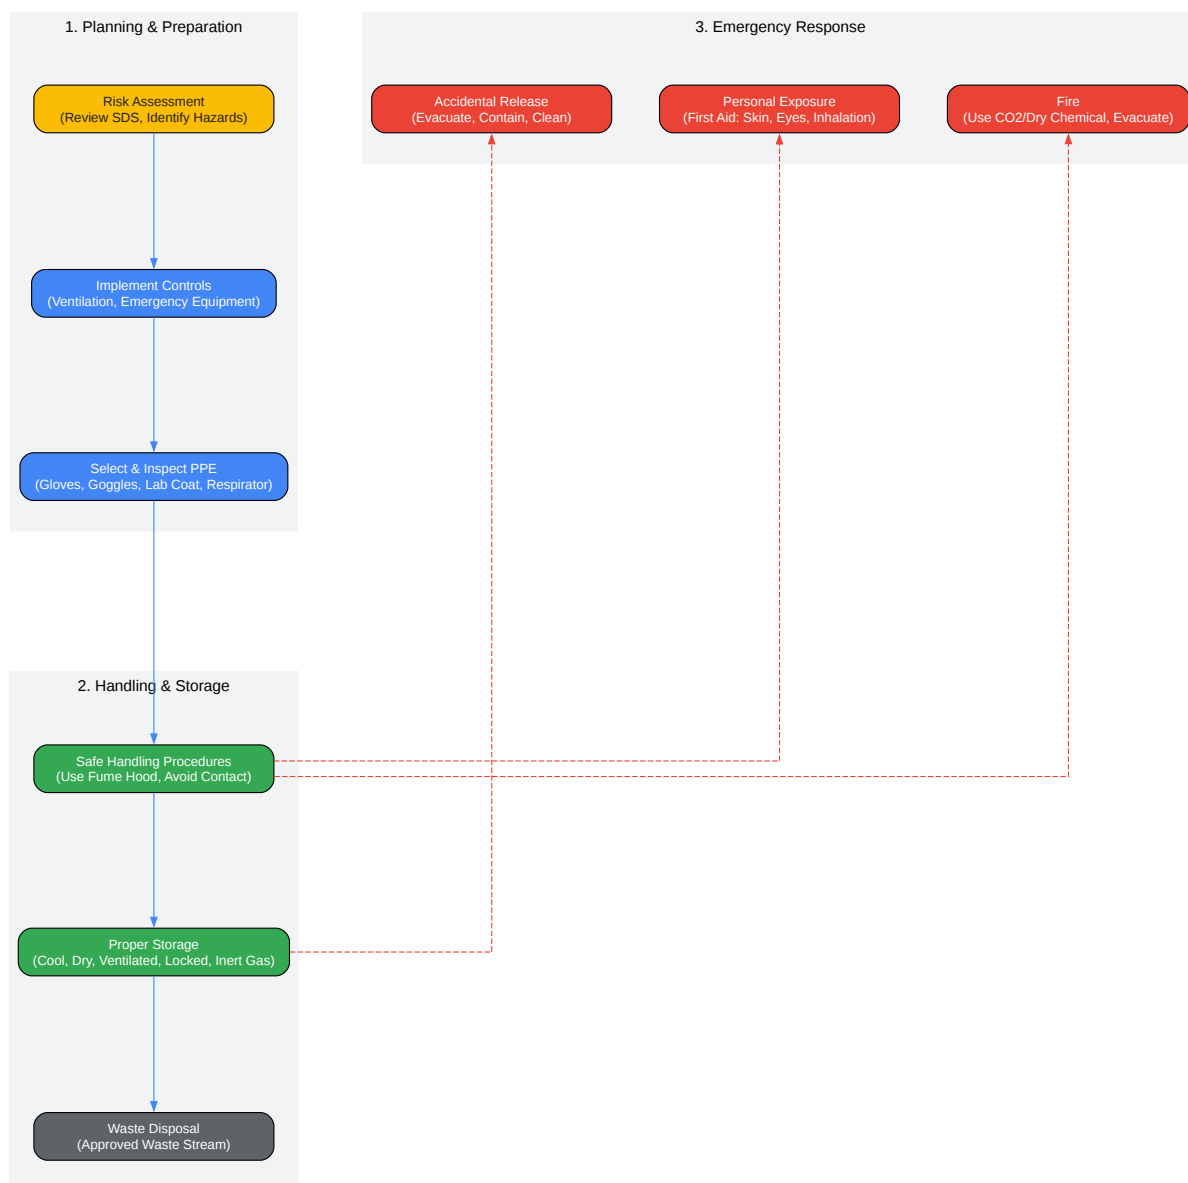 1. Planning & Preparation
Risk Assessment
(Review SDS, Identify Hazards)
Implement Controls
(Ventilation, Emergency Equipment)
Select & Inspect PPE
(Gloves, Goggles, Lab Coat, Respirator)
2. Handling & Storage
Safe Handling Procedures
(Use Fume Hood, Avoid Contact)
Proper Storage
(Cool, Dry, Ventilated, Locked, Inert Gas)
Waste Disposal
(Approved Waste Stream)
3. Emergency Response
Accidental Release
(Evacuate, Contain, Clean)
Personal Exposure
(First Aid: Skin, Eyes, Inhalation)
Fire
(Use CO2/Dry Chemical, Evacuate)